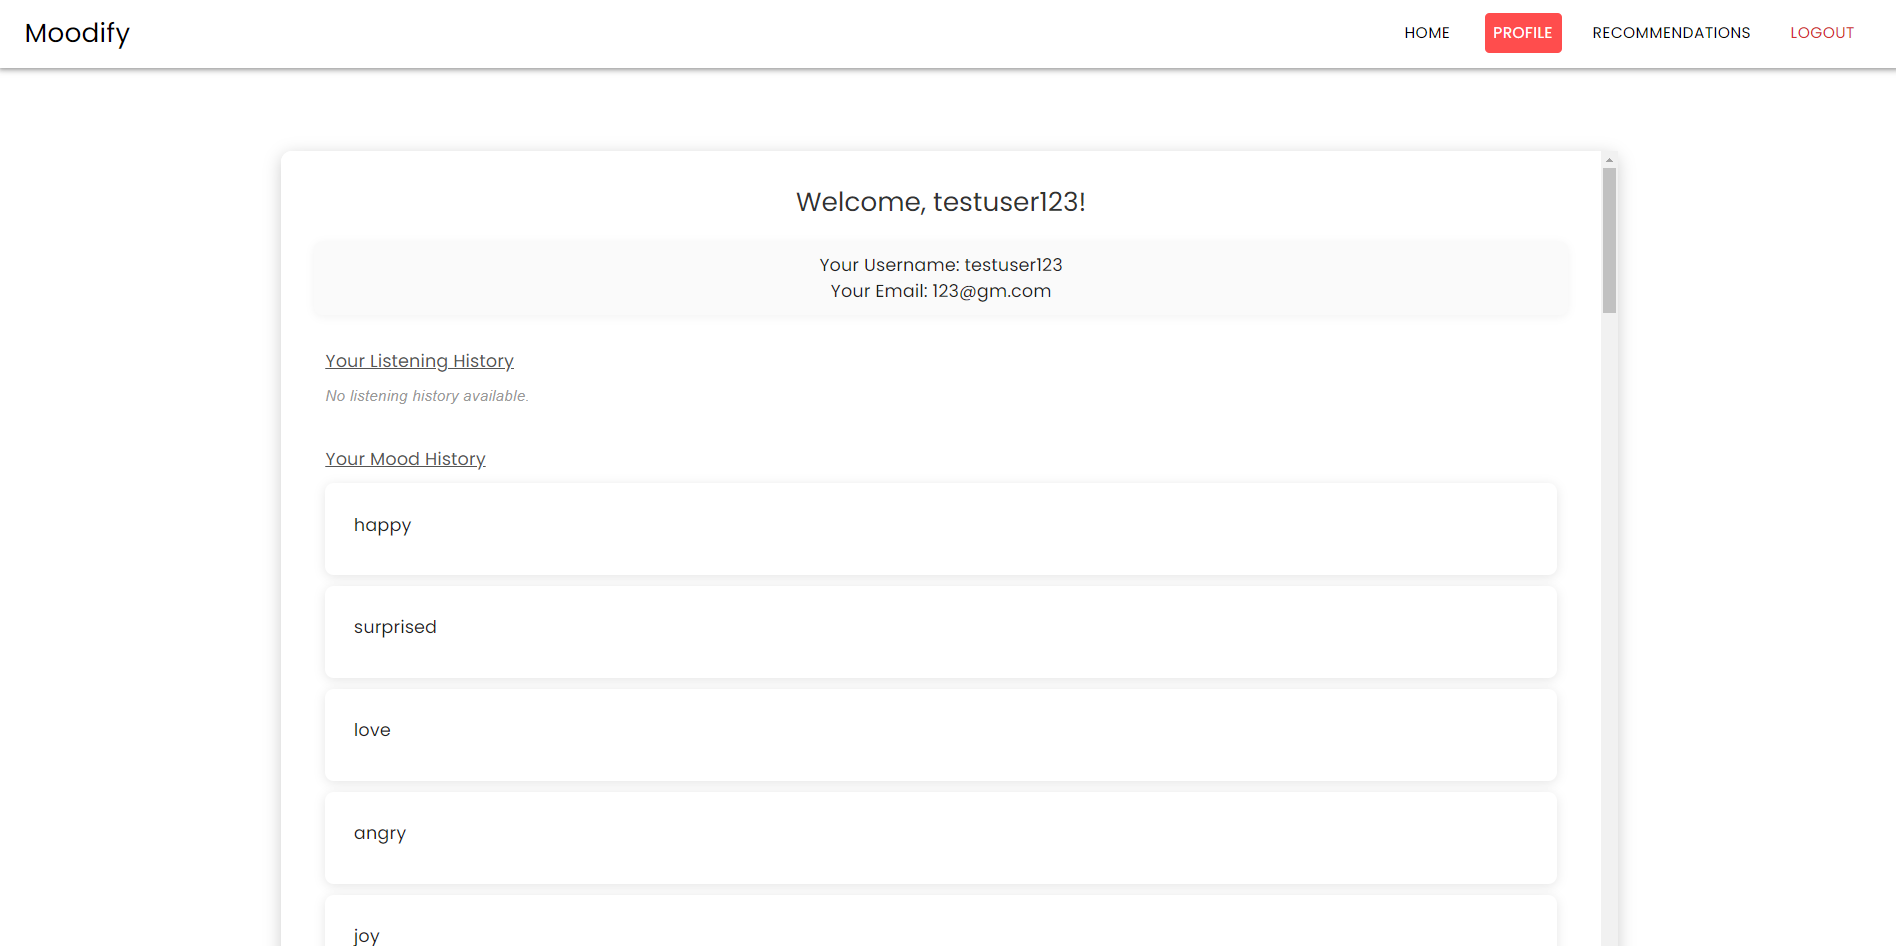 Moodify
HOME PROFILE RECOMMENDATIONS LOGOUT
Welcome, testuser123!
Your Username: testuser123
Your Email: 123@gm.com
Your Listening History
No listening history available.
Your Mood History
happy
surprised
love
angry
joy